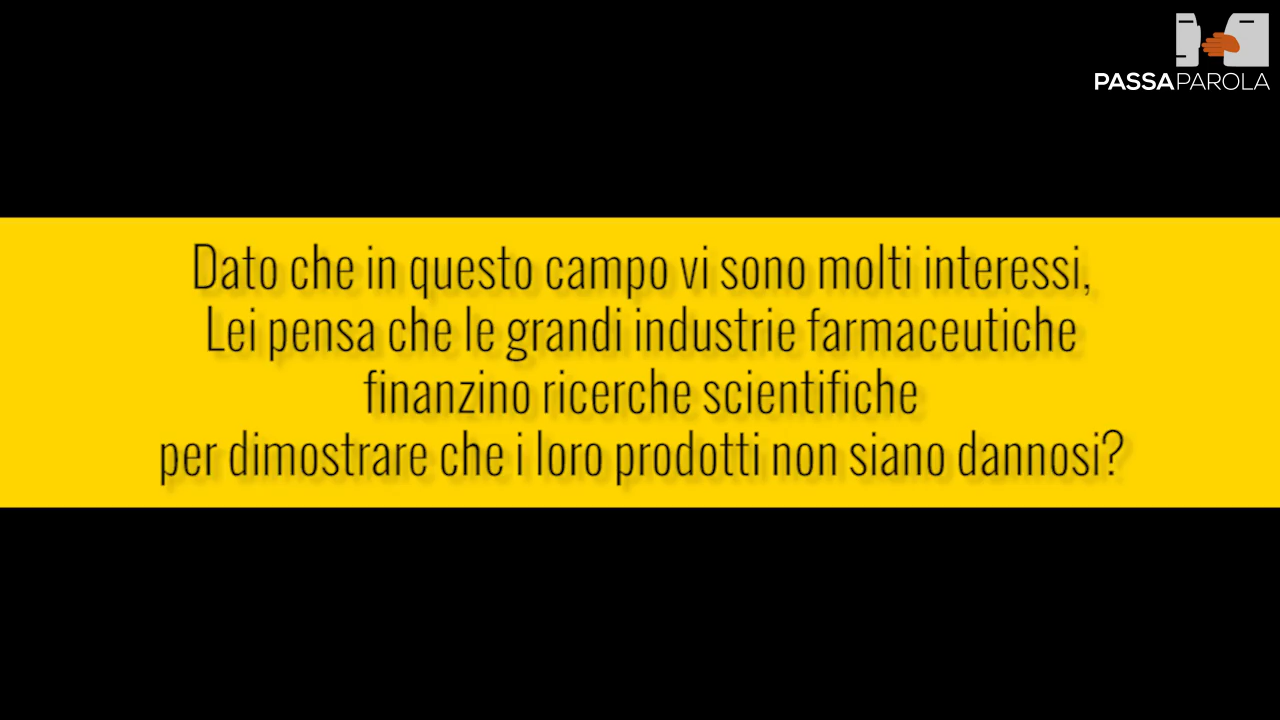 PASSAPAROLA
Dato che in questo campo vi sono molti interessi,
Lei pensa che le grandi industrie farmaceutiche
finanzino ricerche scientifiche
per dimostrare che i loro prodotti non siano dannosi?